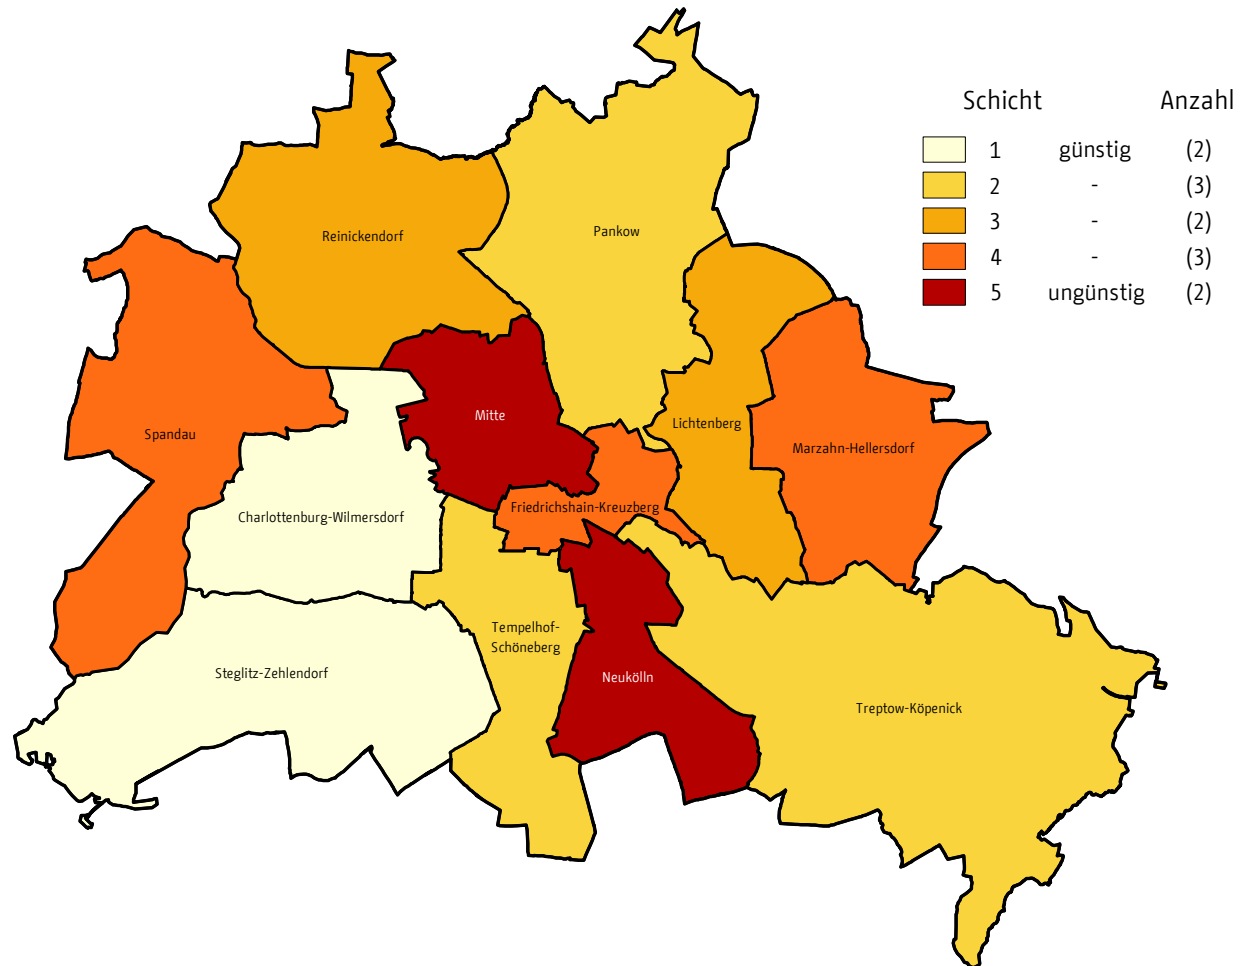 Schicht Anzahl
1 günstig (2)
2 - (3)
3 - (2)
4 - (3)
5 ungünstig (2)
Pankow
Reinickendorf
Mitte
Lichtenberg
Spandau
Marzahn-Hellersdorf
Friedrichshain-Kreuzberg
Charlottenburg-Wilmersdorf
Tempelhof-
Schöneberg
Steglitz-Zehlendorf
Neukölln
Treptow-Köpenick